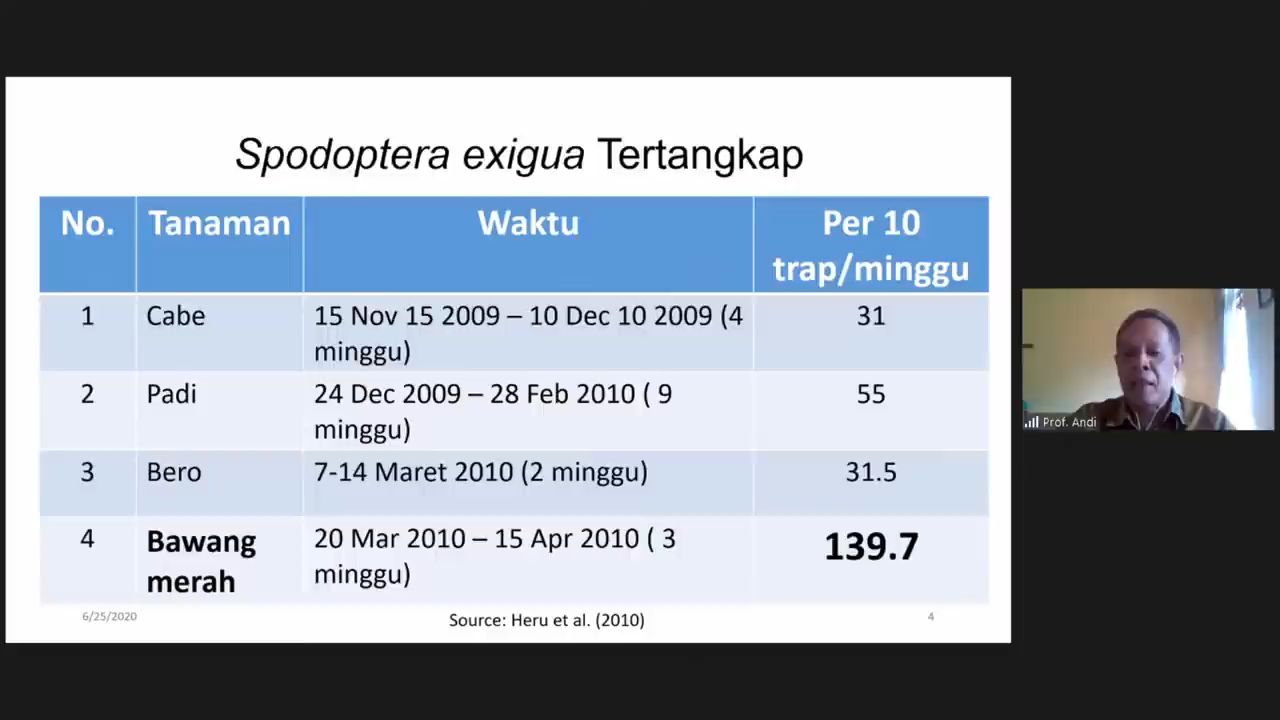 Spodoptera exigua Tertangkap
No. Tanaman Waktu Per 10
trap/minggu
1 Cabe 15 Nov 15 2009 – 10 Dec 10 2009 (4
minggu) 31
2 Padi 24 Dec 2009 – 28 Feb 2010 ( 9
minggu) 55
3 Bero 7-14 Maret 2010 (2 minggu) 31.5
4 Bawang
merah 20 Mar 2010 – 15 Apr 2010 ( 3
minggu) 139.7
6/25/2020 Source: Heru et al. (2010) 4
Prof. Andi